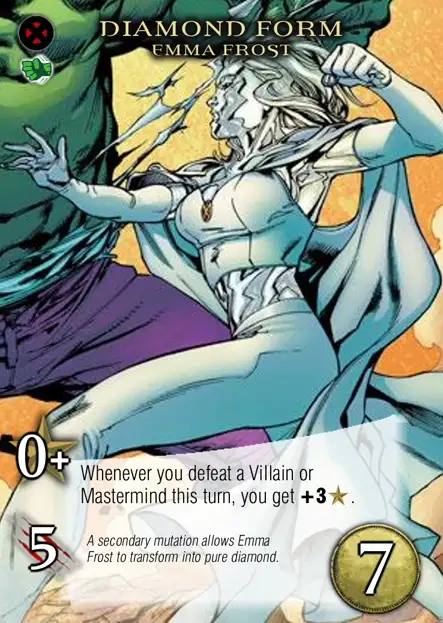 DIAMOND FORM
EMMA FROST
0+
Whenever you defeat a Villain or
Mastermind this turn, you get +3★.
5
A secondary mutation allows Emma
Frost to transform into pure diamond.
7